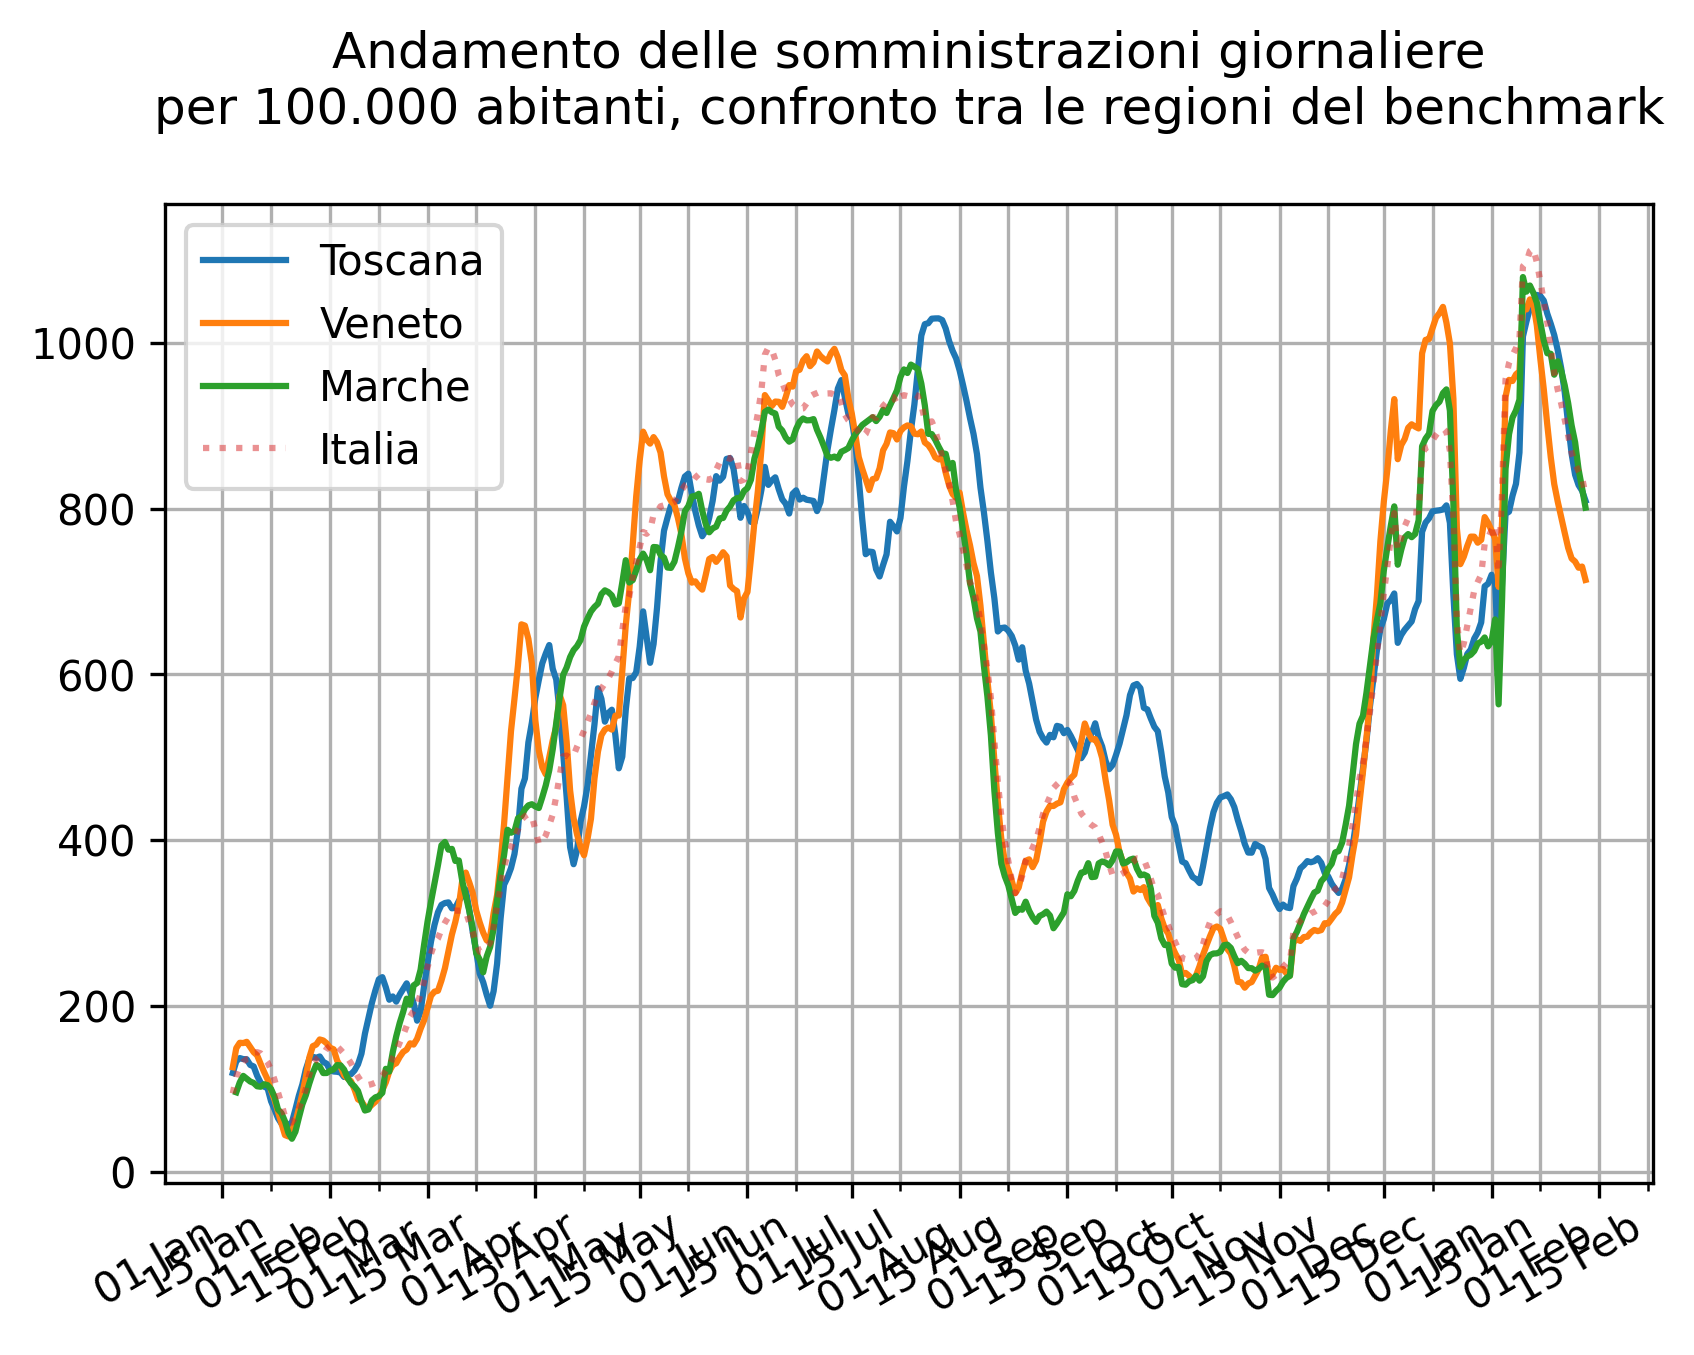 Andamento delle somministrazioni giornaliere
per 100.000 abitanti, confronto tra le regioni del benchmark
Toscana
Veneto
Marche
Italia
1000
800
600
400
200
0
01 Jan
15 Jan
01 Feb
15 Feb
01 Mar
15 Mar
01 Apr
15 Apr
01 May
15 May
01 Jun
15 Jun
01 Jul
15 Jul
01 Aug
15 Aug
01 Sep
15 Sep
01 Oct
15 Oct
01 Nov
15 Nov
01 Dec
15 Dec
01 Jan
15 Jan
01 Feb
15 Feb